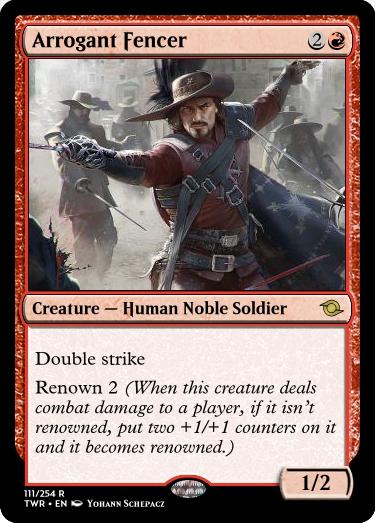 Arrogant Fencer 2
Creature — Human Noble Soldier
Double strike
Renown 2 (When this creature deals
combat damage to a player, if it isn't
renowned, put two +1/+1 counters on it
and it becomes renowned.)
1/2
111/254 R
TWR • EN Yohann Schepacz